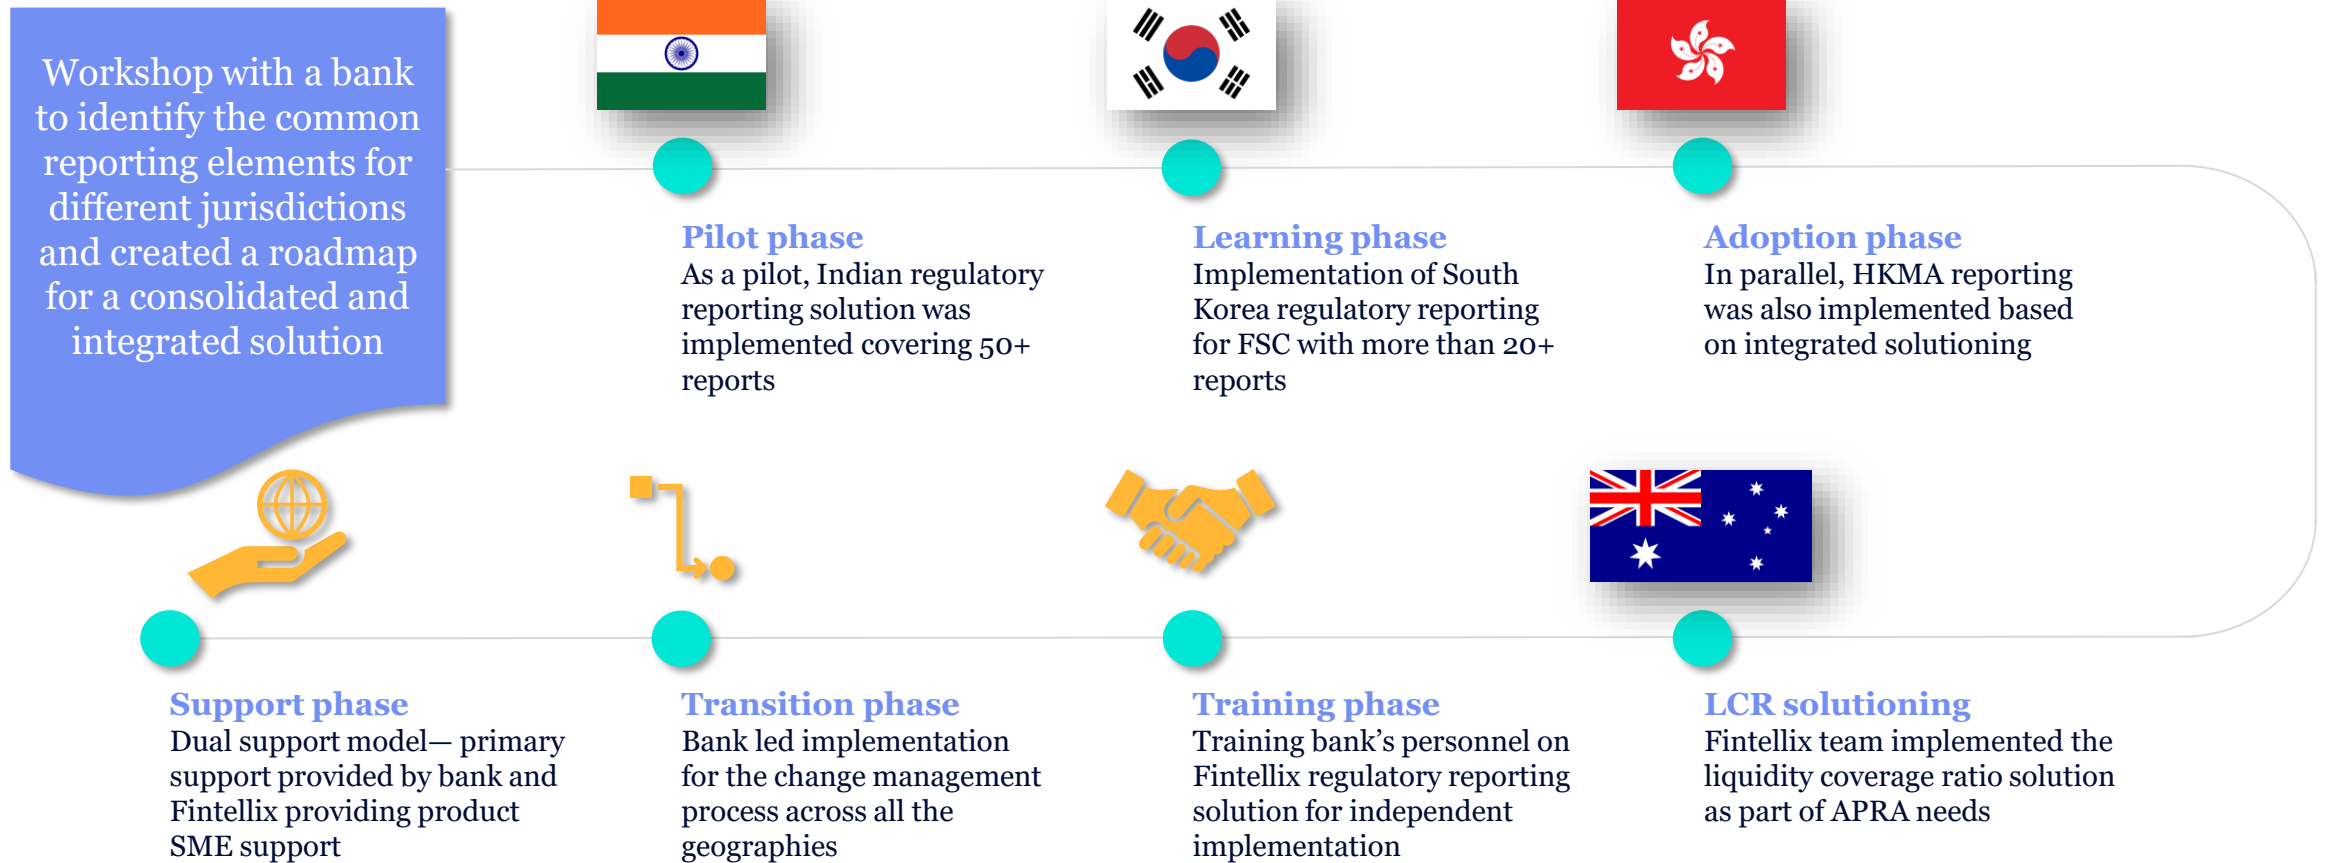 Workshop with a bank
to identify the common
reporting elements for
different jurisdictions
and created a roadmap
for a consolidated and
integrated solution
Pilot phase
As a pilot, Indian regulatory
reporting solution was
implemented covering 50+
reports
Learning phase
Implementation of South
Korea regulatory reporting
for FSC with more than 20+
reports
Adoption phase
In parallel, HKMA reporting
was also implemented based
on integrated solutioning
LCR solutioning
Fintellix team implemented the
liquidity coverage ratio solution
as part of APRA needs
Training phase
Training bank’s personnel on
Fintellix regulatory reporting
solution for independent
implementation
Transition phase
Bank led implementation
for the change management
process across all the
geographies
Support phase
Dual support model— primary
support provided by bank and
Fintellix providing product
SME support